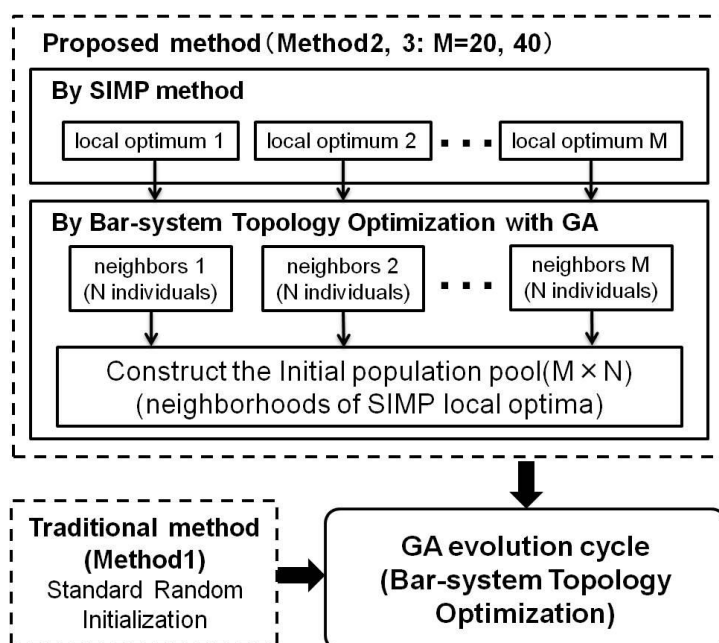 Proposed method(Method2, 3: M=20, 40)
By SIMP method
local optimum 1
local optimum 2
▪ ▪ ▪
local optimum M
By Bar-system Topology Optimization with GA
neighbors 1
(N individuals)
neighbors 2
(N individuals)
▪ ▪ ▪
neighbors M
(N individuals)
Construct the Initial population pool(M × N)
(neighborhoods of SIMP local optima)
Traditional method
(Method1)
Standard Random
Initialization
GA evolution cycle
(Bar-system Topology
Optimization)